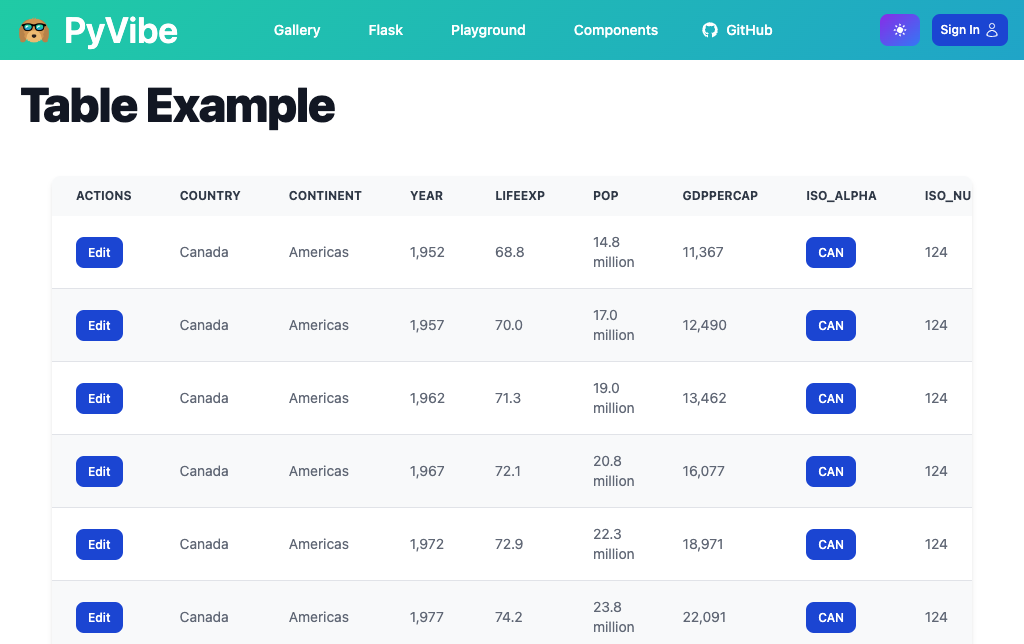 PyVibe Gallery Flask Playground Components GitHub Sign In
Table Example
ACTIONS COUNTRY CONTINENT YEAR LIFEEXP POP GDPPERCAP ISO_ALPHA ISO_NU
Edit Canada Americas 1,952 68.8 14.8 million 11,367 CAN 124
Edit Canada Americas 1,957 70.0 17.0 million 12,490 CAN 124
Edit Canada Americas 1,962 71.3 19.0 million 13,462 CAN 124
Edit Canada Americas 1,967 72.1 20.8 million 16,077 CAN 124
Edit Canada Americas 1,972 72.9 22.3 million 18,971 CAN 124
Edit Canada Americas 1,977 74.2 23.8 million 22,091 CAN 124